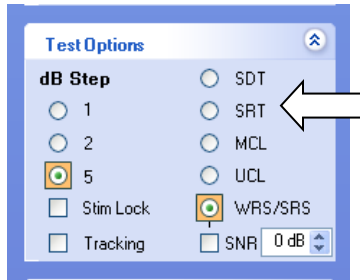 Test Options
dB Step
SDT
1
SRT
2
MCL
5
UCL
Stim Lock
WRS/SRS
Tracking
SNR 0 dB